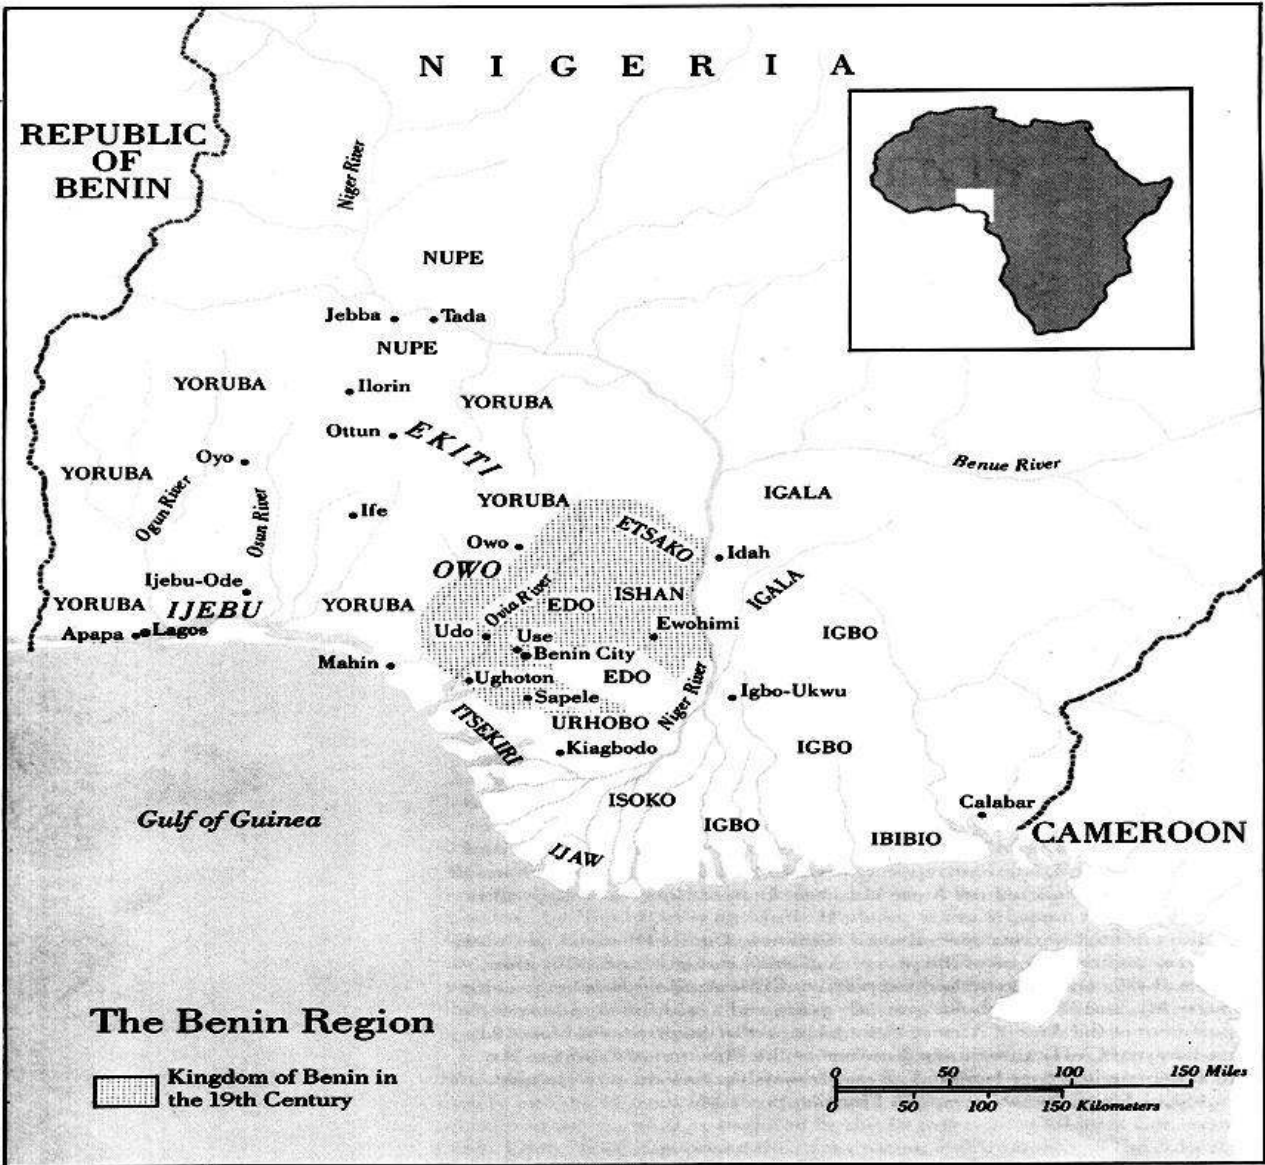 N I G E R I A
REPUBLIC
OF
BENIN
Niger River
NUPE
Jebba
Tada
NUPE
YORUBA
Ilorin
YORUBA
Ottun
EKITI
Oyo
YORUBA
Benue River
Ogun River
Osun River
Ife
YORUBA
IGALA
ETSAKO
Owo
Idah
OWO
Ijebu-Ode
Ovia River
ISHAN
IGALA
YORUBA
IJEBU
YORUBA
EDO
Apapa
Lagos
Udo
Use
Ewohimi
IGBO
Benin City
Mahin
Ughoton
EDO
Niger River
Sapele
Igbo-Ukwu
ITSEKIRI
URHOBO
Kiagbodo
IGBO
ISOKO
Calabar
Gulf of Guinea
IGBO
IBIBIO
CAMEROON
IJAW
The Benin Region
Kingdom of Benin in
the 19th Century
0 50 100 150 Miles
0 50 100 150 Kilometers